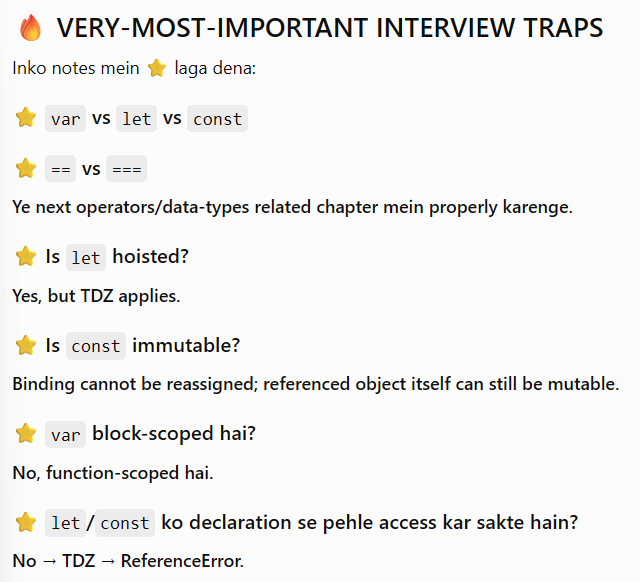 🔥 VERY-MOST-IMPORTANT INTERVIEW TRAPS
Inko notes mein ⭐ laga dena:
⭐ var vs let vs const
⭐ == vs ===
Ye next operators/data-types related chapter mein properly karenge.
⭐ Is let hoisted?
Yes, but TDZ applies.
⭐ Is const immutable?
Binding cannot be reassigned; referenced object itself can still be mutable.
⭐ var block-scoped hai?
No, function-scoped hai.
⭐ let/const ko declaration se pehle access kar sakte hain?
No → TDZ → ReferenceError.